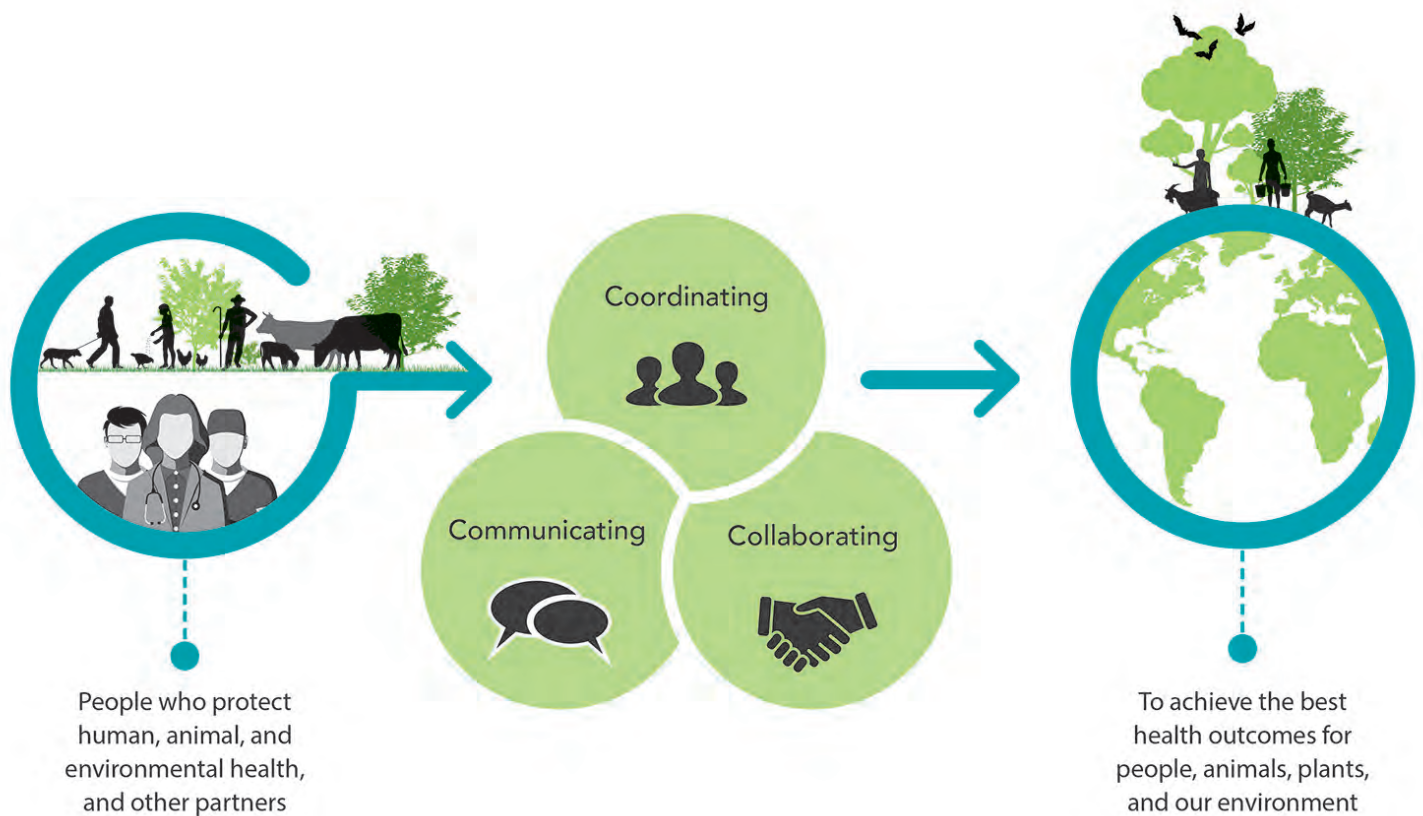 Coordinating
Communicating
Collaborating
People who protect
human, animal, and
environmental health,
and other partners
To achieve the best
health outcomes for
people, animals, plants,
and our environment